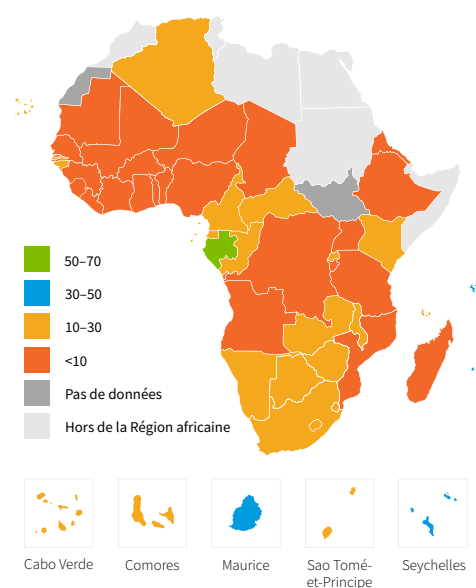 50–70
30–50
10–30
<10
Pas de données
Hors de la Région africaine
Cabo Verde
Comores
Maurice
Sao Tomé-
et-Principe
Seychelles